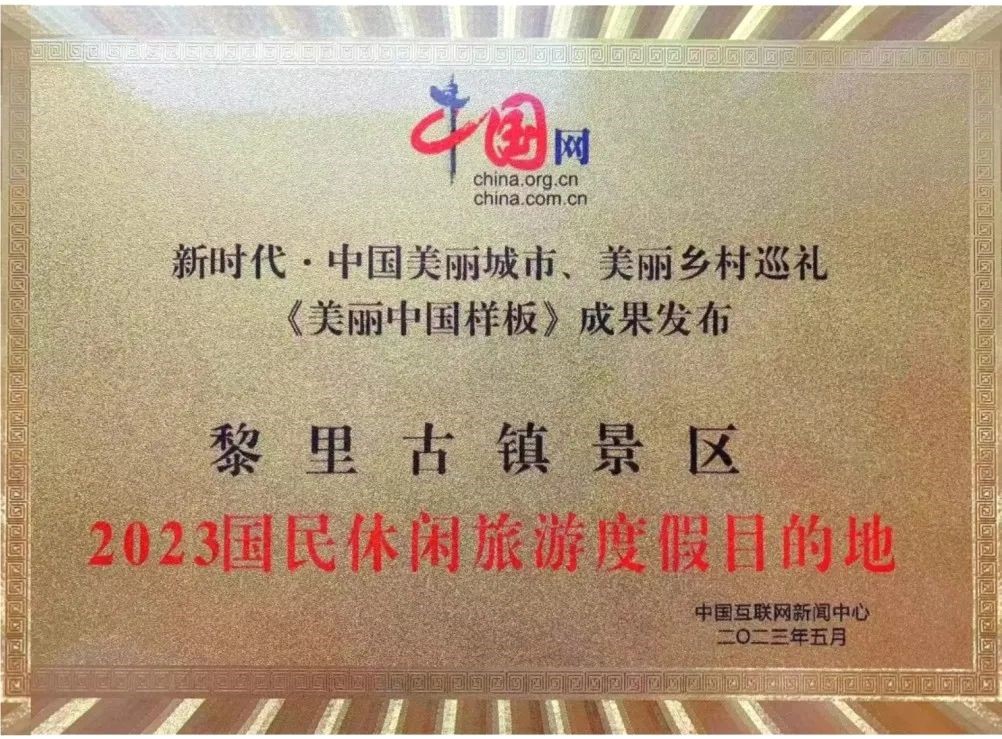 中国网
china.org.cn
china.com.cn
新时代·中国美丽城市、美丽乡村巡礼
《美丽中国样板》成果发布
黎里古镇景区
2023国民休闲旅游度假目的地
中国互联网新闻中心
二〇二三年五月